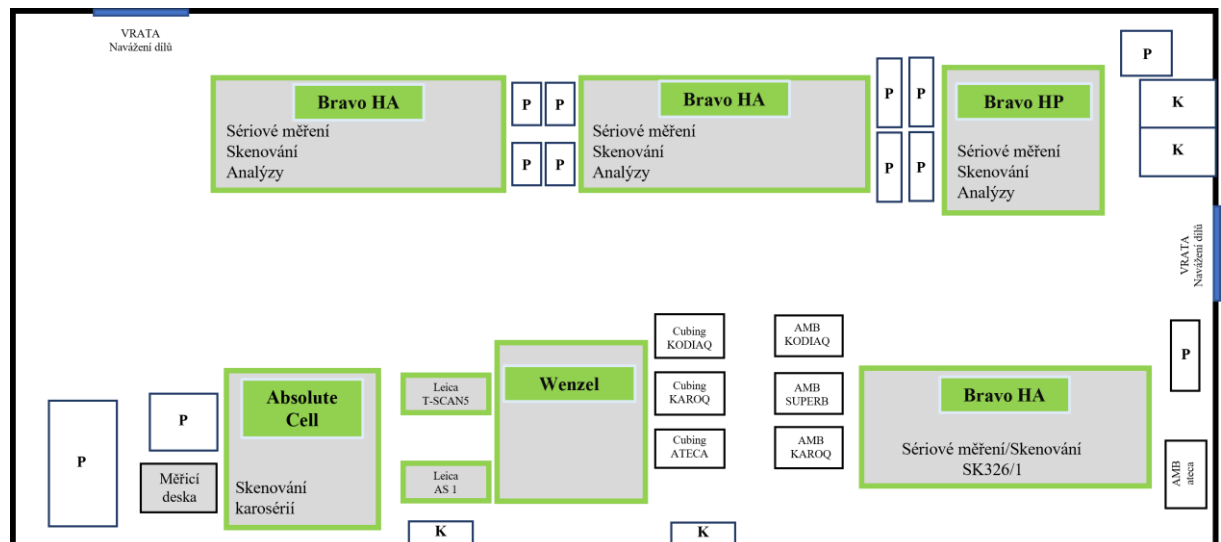 VRATA
Navážení dílů
Bravo HA
Sériové měření
Skenování
Analýzy
P
P
P
P
Bravo HA
Sériové měření
Skenování
Analýzy
P
P
P
P
Bravo HP
Sériové měření
Skenování
Analýzy
P
K
K
VRATA
Navážení dílů
P
P
Měřicí
deska
Absolute
Cell
Skenování
karosérií
Leica
T-SCAN5
Leica
AS 1
K
Wenzel
Cubing
KODIAQ
Cubing
KAROQ
Cubing
ATECA
K
AMB
KODIAQ
AMB
SUPERB
AMB
KAROQ
Bravo HA
Sériové měření/Skenování
SK326/1
P
AMB
ateca